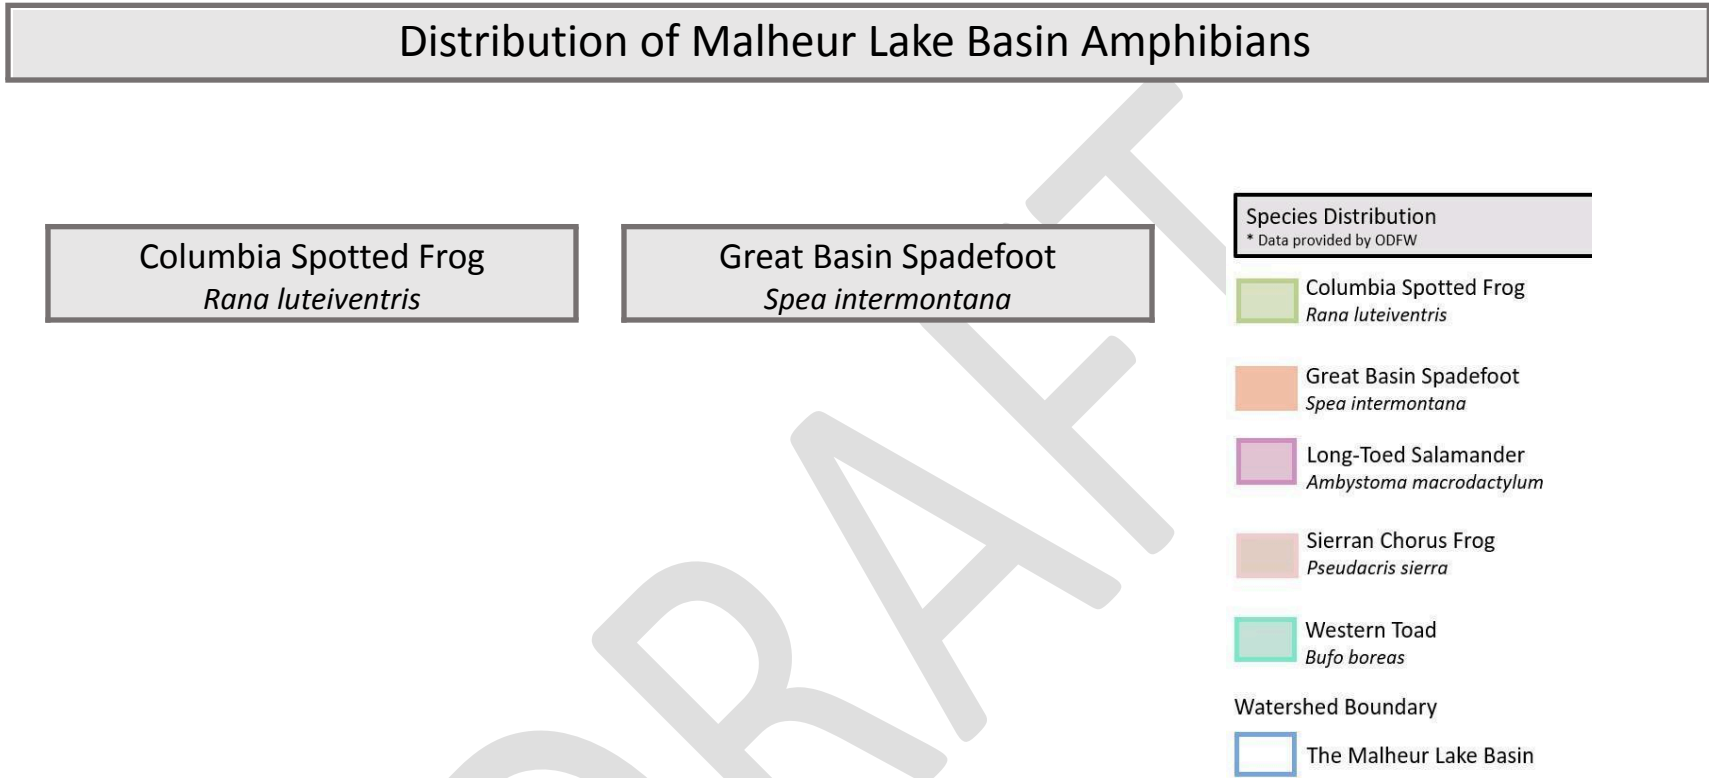 Distribution of Malheur Lake Basin Amphibians
Columbia Spotted Frog
Rana luteiventris
Great Basin Spadefoot
Spea intermontana
Species Distribution
* Data provided by ODFW
Columbia Spotted Frog
Rana luteiventris
Great Basin Spadefoot
Spea intermontana
Long-Toed Salamander
Ambystoma macrodactylum
Sierran Chorus Frog
Pseudacris sierra
Western Toad
Bufo boreas
Watershed Boundary
The Malheur Lake Basin
DRAFT